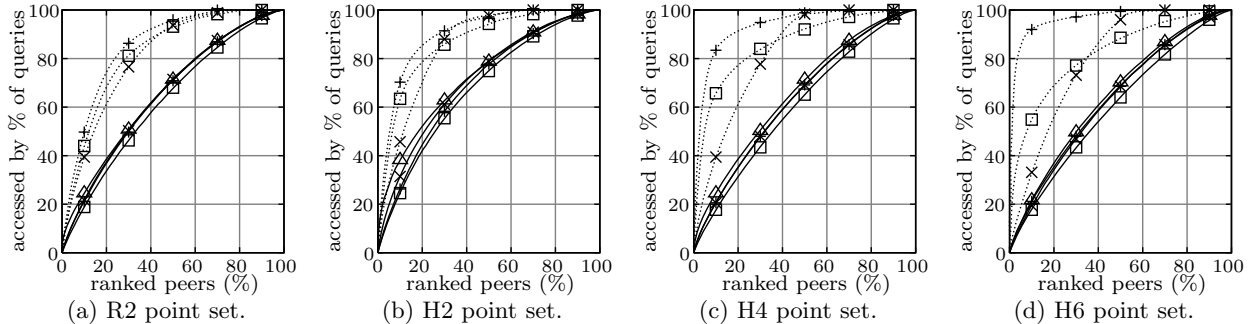 100
80
60
40
20
0
0 20 40 60 80 100
accessed by % of queries
ranked peers (%)
(a) R2 point set.
100
80
60
40
20
0
0 20 40 60 80 100
accessed by % of queries
ranked peers (%)
(b) H2 point set.
100
80
60
40
20
0
0 20 40 60 80 100
accessed by % of queries
ranked peers (%)
(c) H4 point set.
100
80
60
40
20
0
0 20 40 60 80 100
accessed by % of queries
ranked peers (%)
(d) H6 point set.